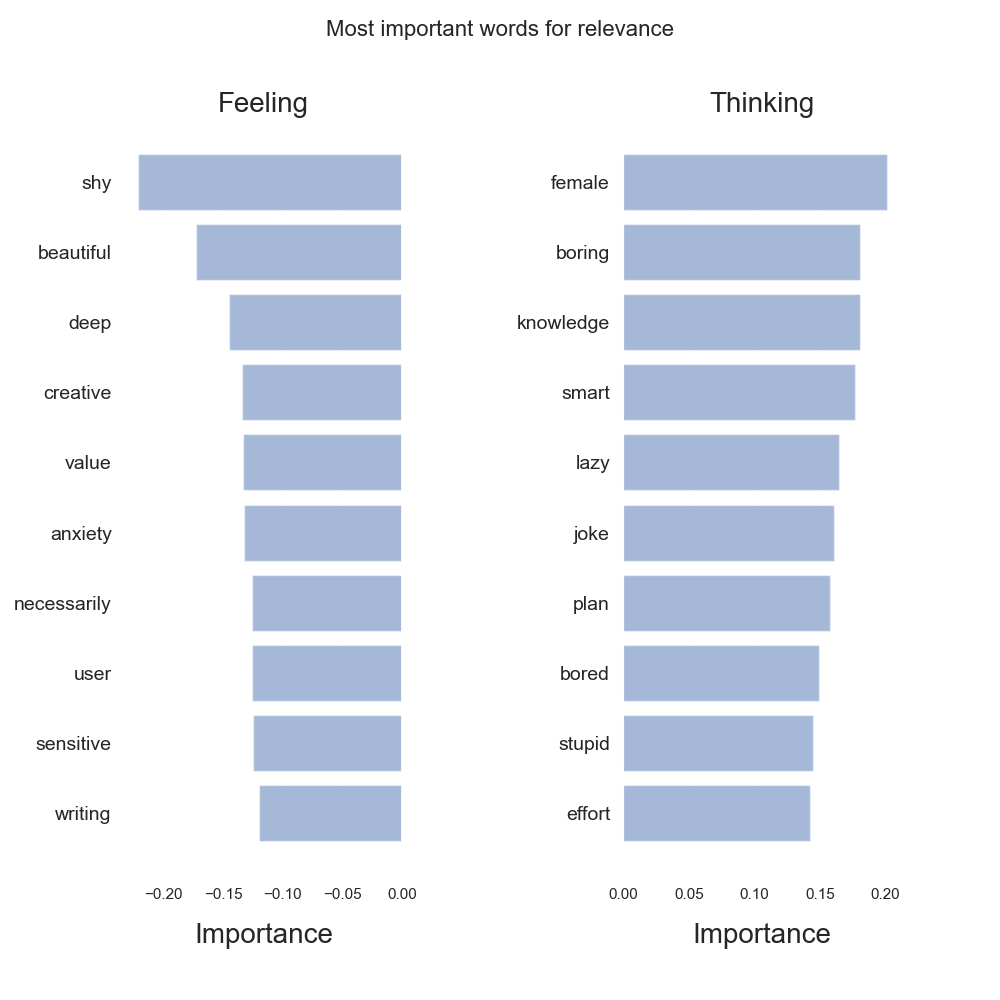 Most important words for relevance
Feeling
shy
beautiful
deep
creative
value
anxiety
necessarily
user
sensitive
writing
−0.20 −0.15 −0.10 −0.05 0.00
Importance
Thinking
female
boring
knowledge
smart
lazy
joke
plan
bored
stupid
effort
0.00 0.05 0.10 0.15 0.20
Importance